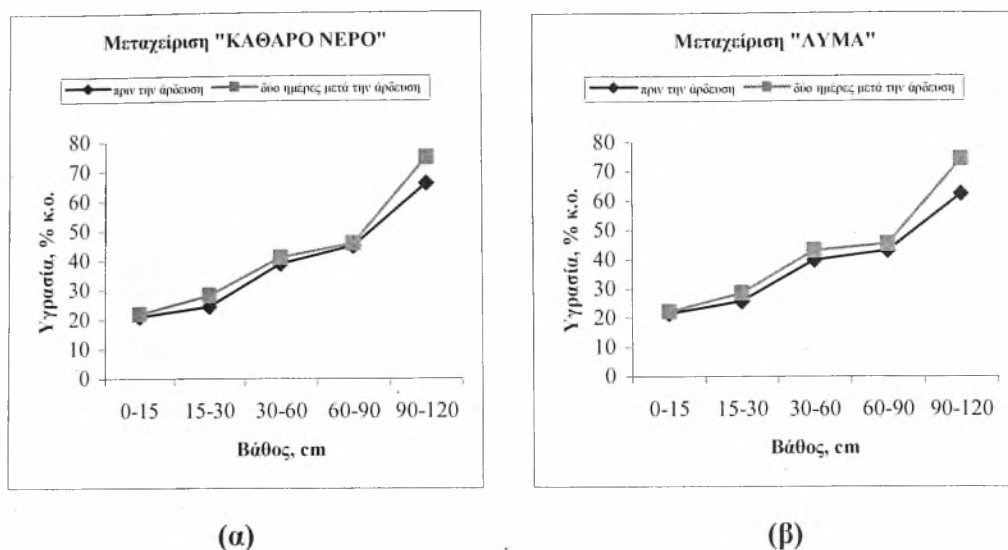 Μεταχείριση "ΚΑΘΑΡΟ ΝΕΡΟ"
πριν την άρδευση δύο ημέρες μετά την άρδευση
Υγρασία, % κ.ο.
80
70
60
50
40
30
20
10
0
0-15 15-30 30-60 60-90 90-120
Βάθος, cm
(α)
Μεταχείριση "ΛΥΜΑ"
πριν την άρδευση δύο ημέρες μετά την άρδευση
Υγρασία, % κ.ο.
80
70
60
50
40
30
20
10
0
0-15 15-30 30-60 60-90 90-120
Βάθος, cm
(β)